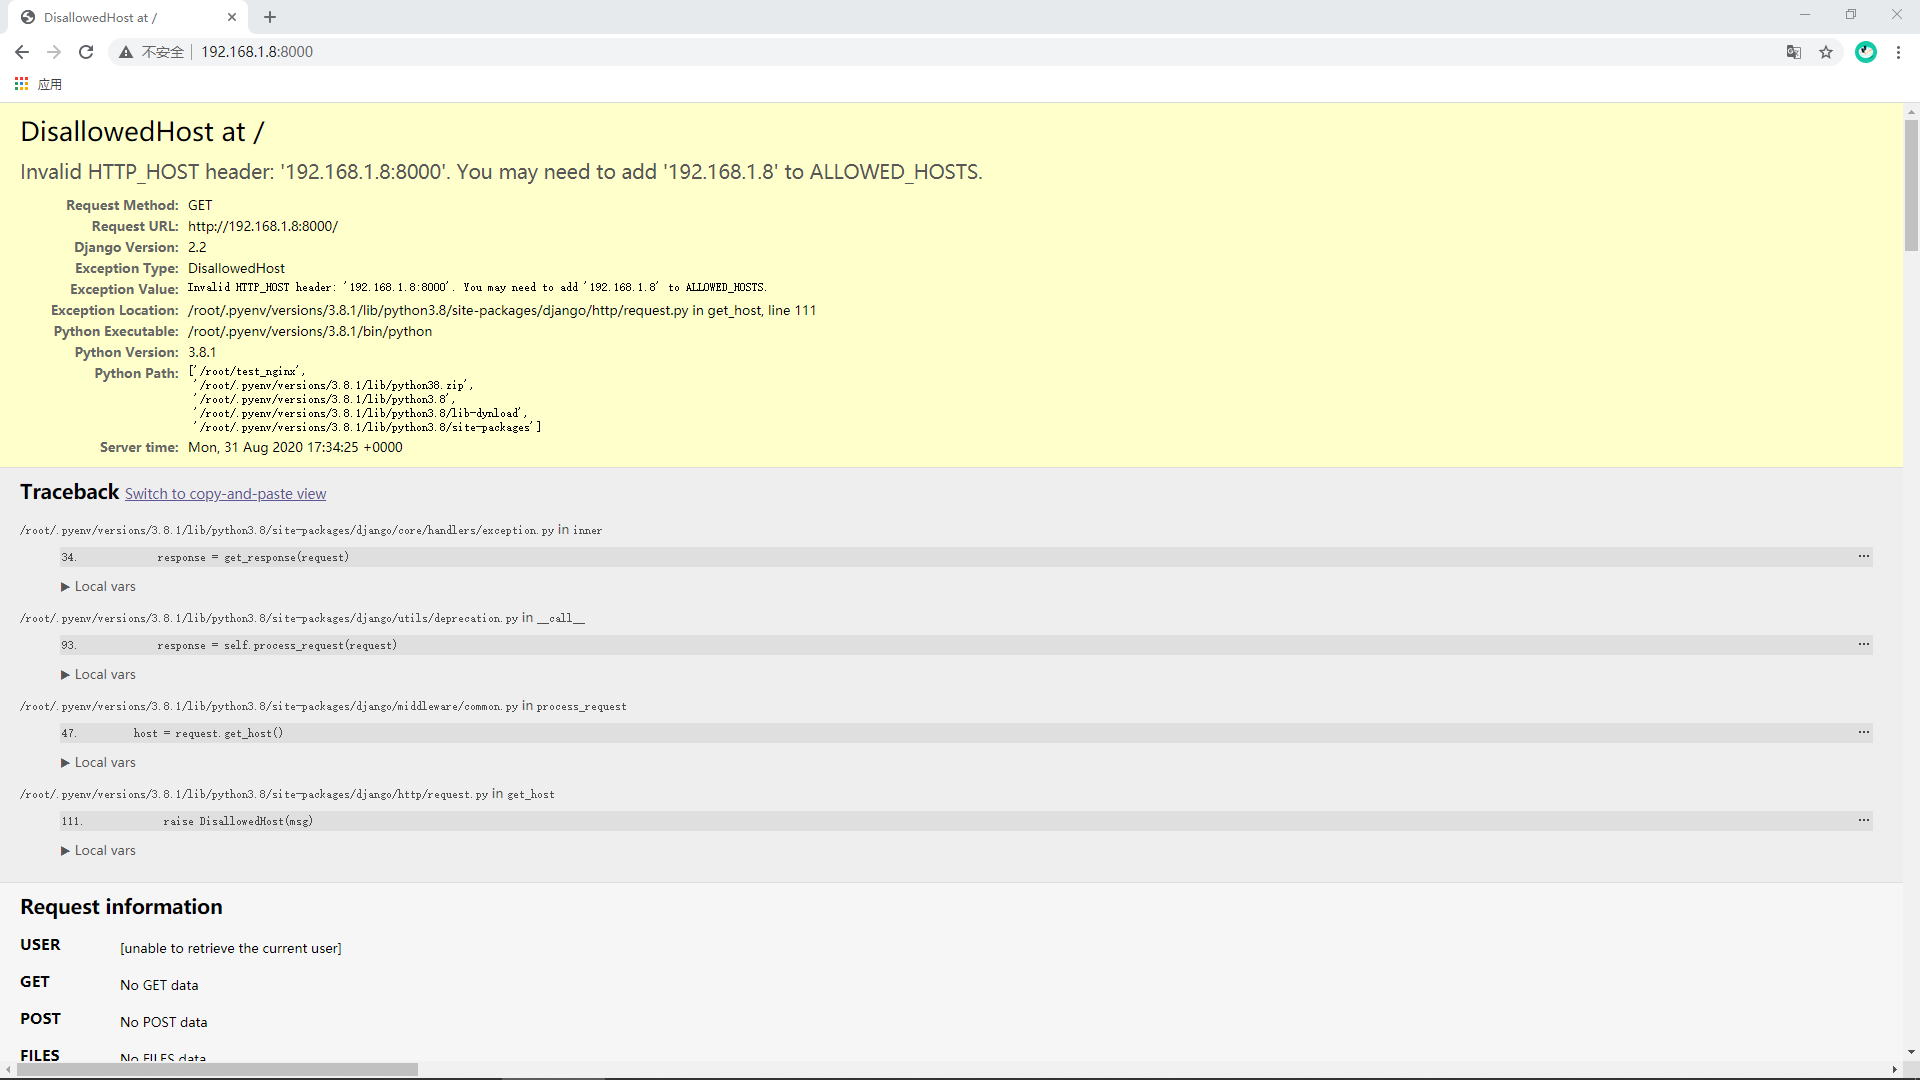 DisallowedHost at /
不安全 192.168.1.8:8000
应用
DisallowedHost at /
Invalid HTTP_HOST header: '192.168.1.8:8000'. You may need to add '192.168.1.8' to ALLOWED_HOSTS.
Request Method: GET
Request URL: http://192.168.1.8:8000/
Django Version: 2.2
Exception Type: DisallowedHost
Exception Value: Invalid HTTP_HOST header: '192.168.1.8:8000'. You may need to add '192.168.1.8' to ALLOWED_HOSTS.
Exception Location: /root/.pyenv/versions/3.8.1/lib/python3.8/site-packages/django/http/request.py in get_host, line 111
Python Executable: /root/.pyenv/versions/3.8.1/bin/python
Python Version: 3.8.1
Python Path: ['/root/test_nginx',
'/root/.pyenv/versions/3.8.1/lib/python38.zip',
'/root/.pyenv/versions/3.8.1/lib/python3.8',
'/root/.pyenv/versions/3.8.1/lib/python3.8/lib-dynload',
'/root/.pyenv/versions/3.8.1/lib/python3.8/site-packages']
Server time: Mon, 31 Aug 2020 17:34:25 +0000
Traceback Switch to copy-and-paste view
/root/.pyenv/versions/3.8.1/lib/python3.8/site-packages/django/core/handlers/exception.py in inner
34. response = get_response(request) ...
▶ Local vars
/root/.pyenv/versions/3.8.1/lib/python3.8/site-packages/django/utils/deprecation.py in __call__
93. response = self.process_request(request) ...
▶ Local vars
/root/.pyenv/versions/3.8.1/lib/python3.8/site-packages/django/middleware/common.py in process_request
47. host = request.get_host() ...
▶ Local vars
/root/.pyenv/versions/3.8.1/lib/python3.8/site-packages/django/http/request.py in get_host
111. raise DisallowedHost(msg) ...
▶ Local vars
Request information
USER [unable to retrieve the current user]
GET No GET data
POST No POST data
FILES No FILES data